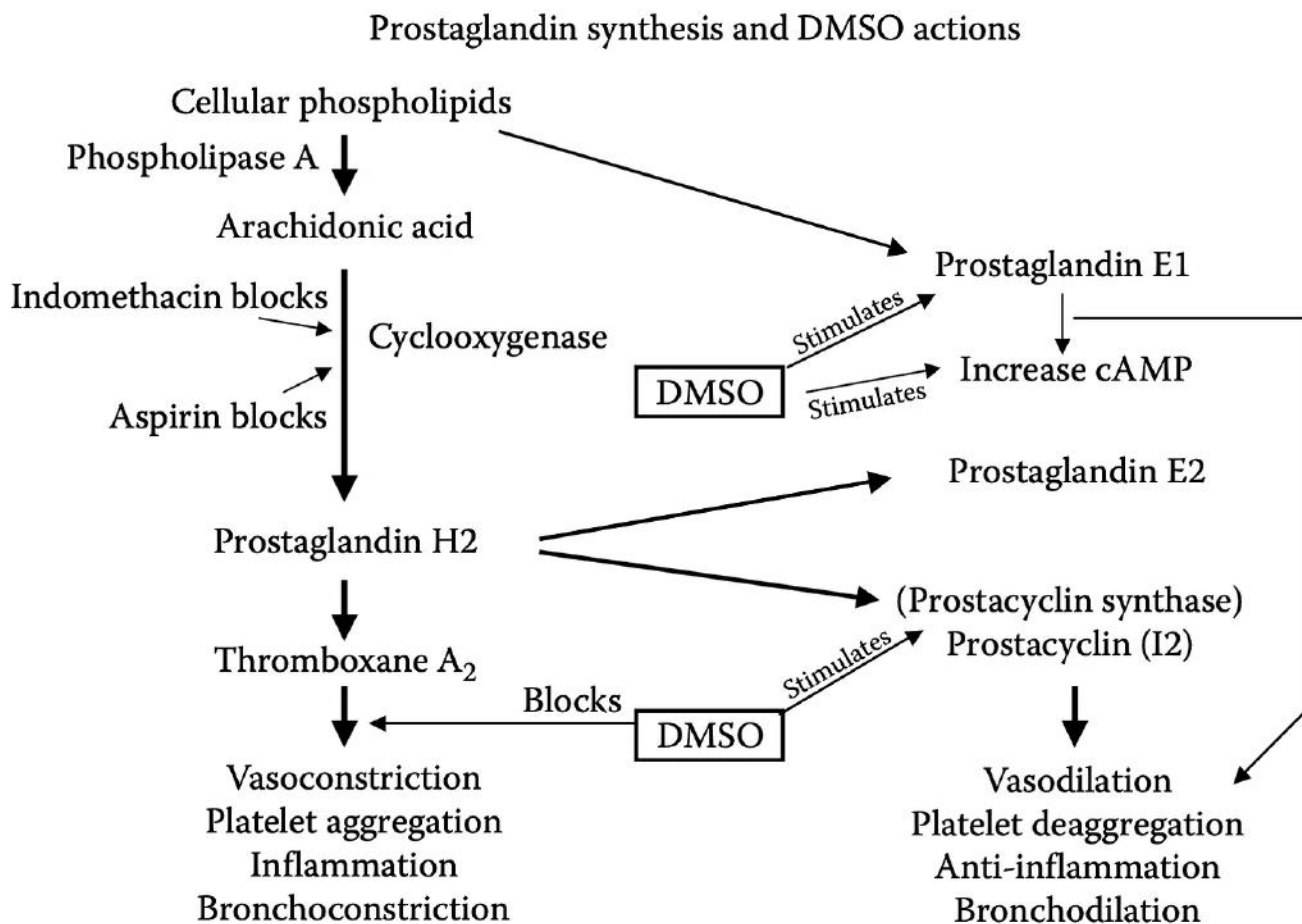 Prostaglandin synthesis and DMSO actions
Cellular phospholipids
Phospholipase A
Arachidonic acid
Indomethacin blocks
Cyclooxygenase
Aspirin blocks
Prostaglandin E1
Stimulates
DMSO
Stimulates
Increase cAMP
Prostaglandin E2
Prostaglandin H2
(Prostacyclin synthase)
Prostacyclin (I2)
Thromboxane A₂
Stimulates
Blocks
DMSO
Vasoconstriction
Platelet aggregation
Inflammation
Bronchoconstriction
Vasodilation
Platelet deaggregation
Anti-inflammation
Bronchodilation